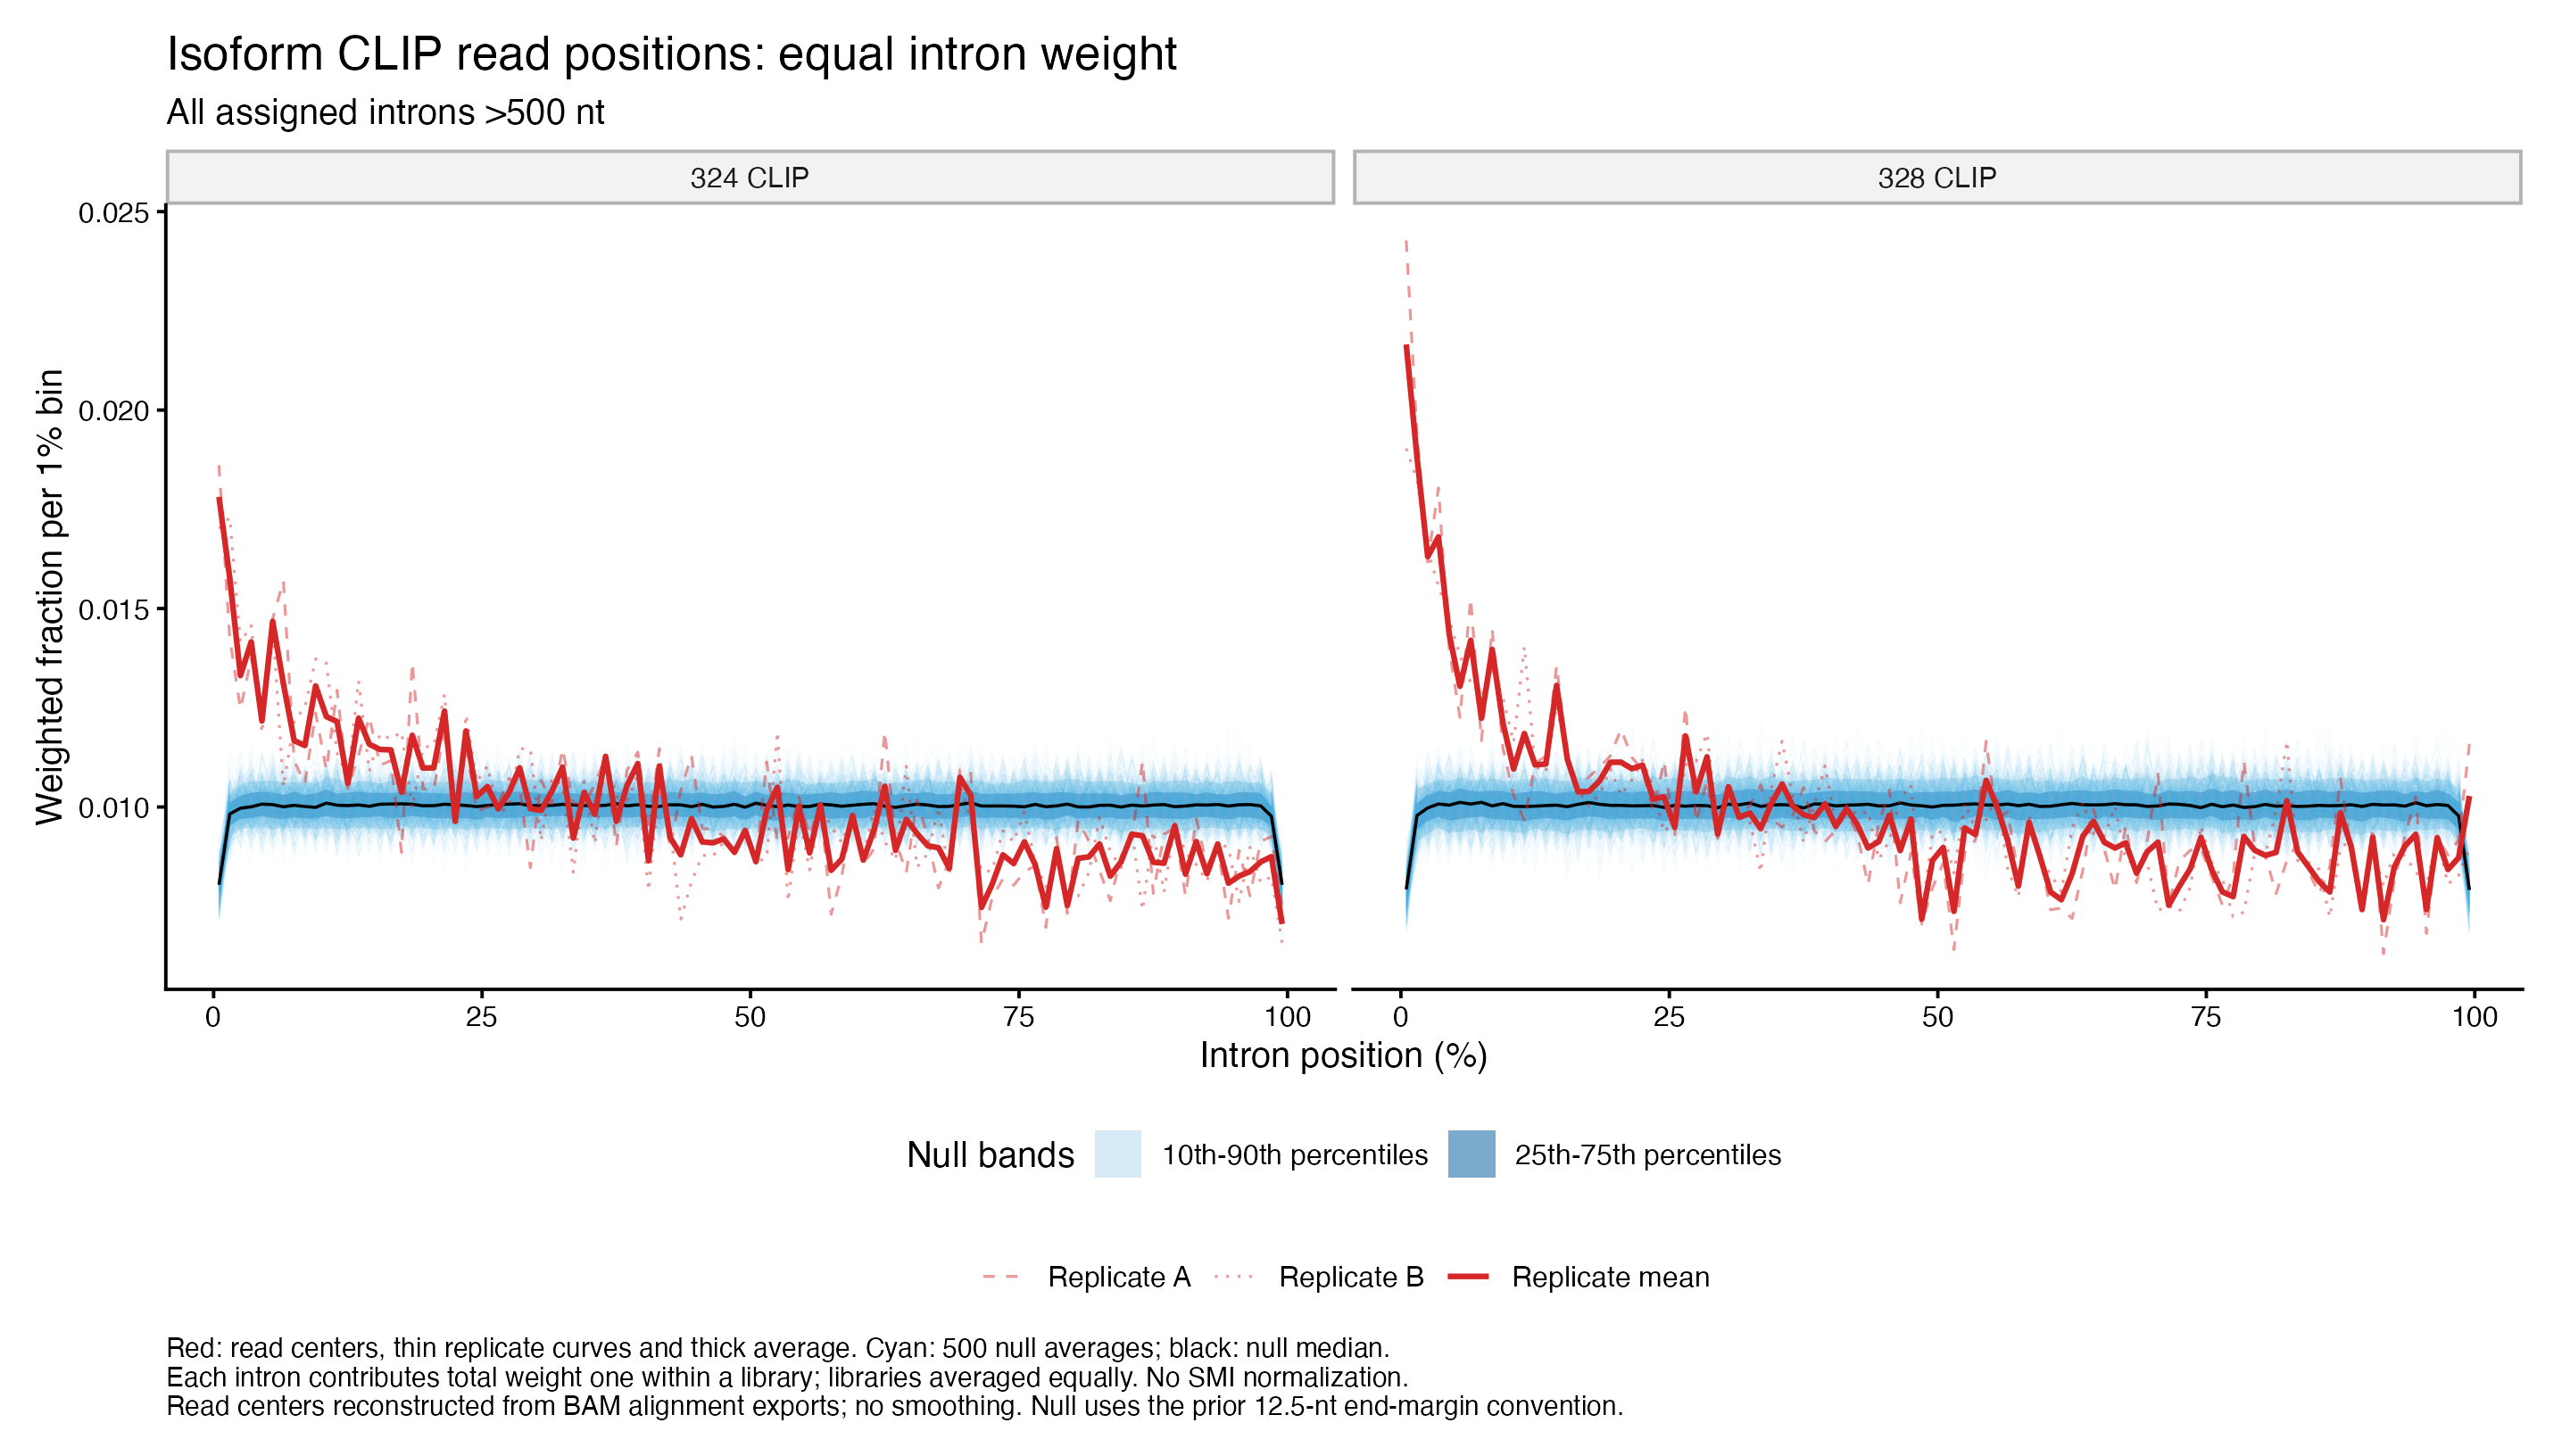 Isoform CLIP read positions: equal intron weight
All assigned introns >500 nt
324 CLIP
328 CLIP
Weighted fraction per 1% bin
0.025
0.020
0.015
0.010
0
25
50
75
100
0
25
50
75
100
Intron position (%)
Null bands
10th-90th percentiles
25th-75th percentiles
Replicate A
Replicate B
Replicate mean
Red: read centers, thin replicate curves and thick average. Cyan: 500 null averages; black: null median.
Each intron contributes total weight one within a library; libraries averaged equally. No SMI normalization.
Read centers reconstructed from BAM alignment exports; no smoothing. Null uses the prior 12.5-nt end-margin convention.